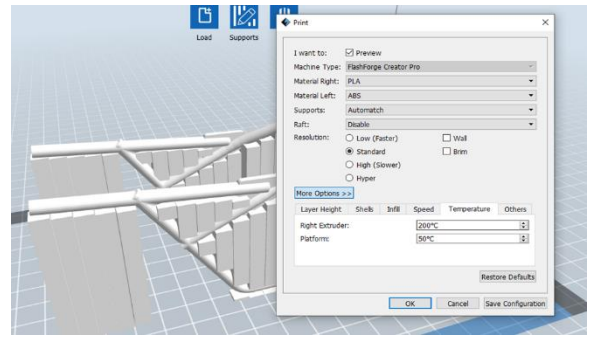 Load Supports
Print
I want to: Preview
Machine Type: FlashForge Creator Pro
Material Right: PLA
Material Left: ABS
Supports: Automatch
Raft: Disable
Resolution: Low (Faster) Wall
Standard Brim
High (Slower)
Hyper
More Options >>
Layer Height Shells Infill Speed Temperature Others
Right Extruder: 200°C
Platform: 50°C
Restore Defaults
OK Cancel Save Configuration